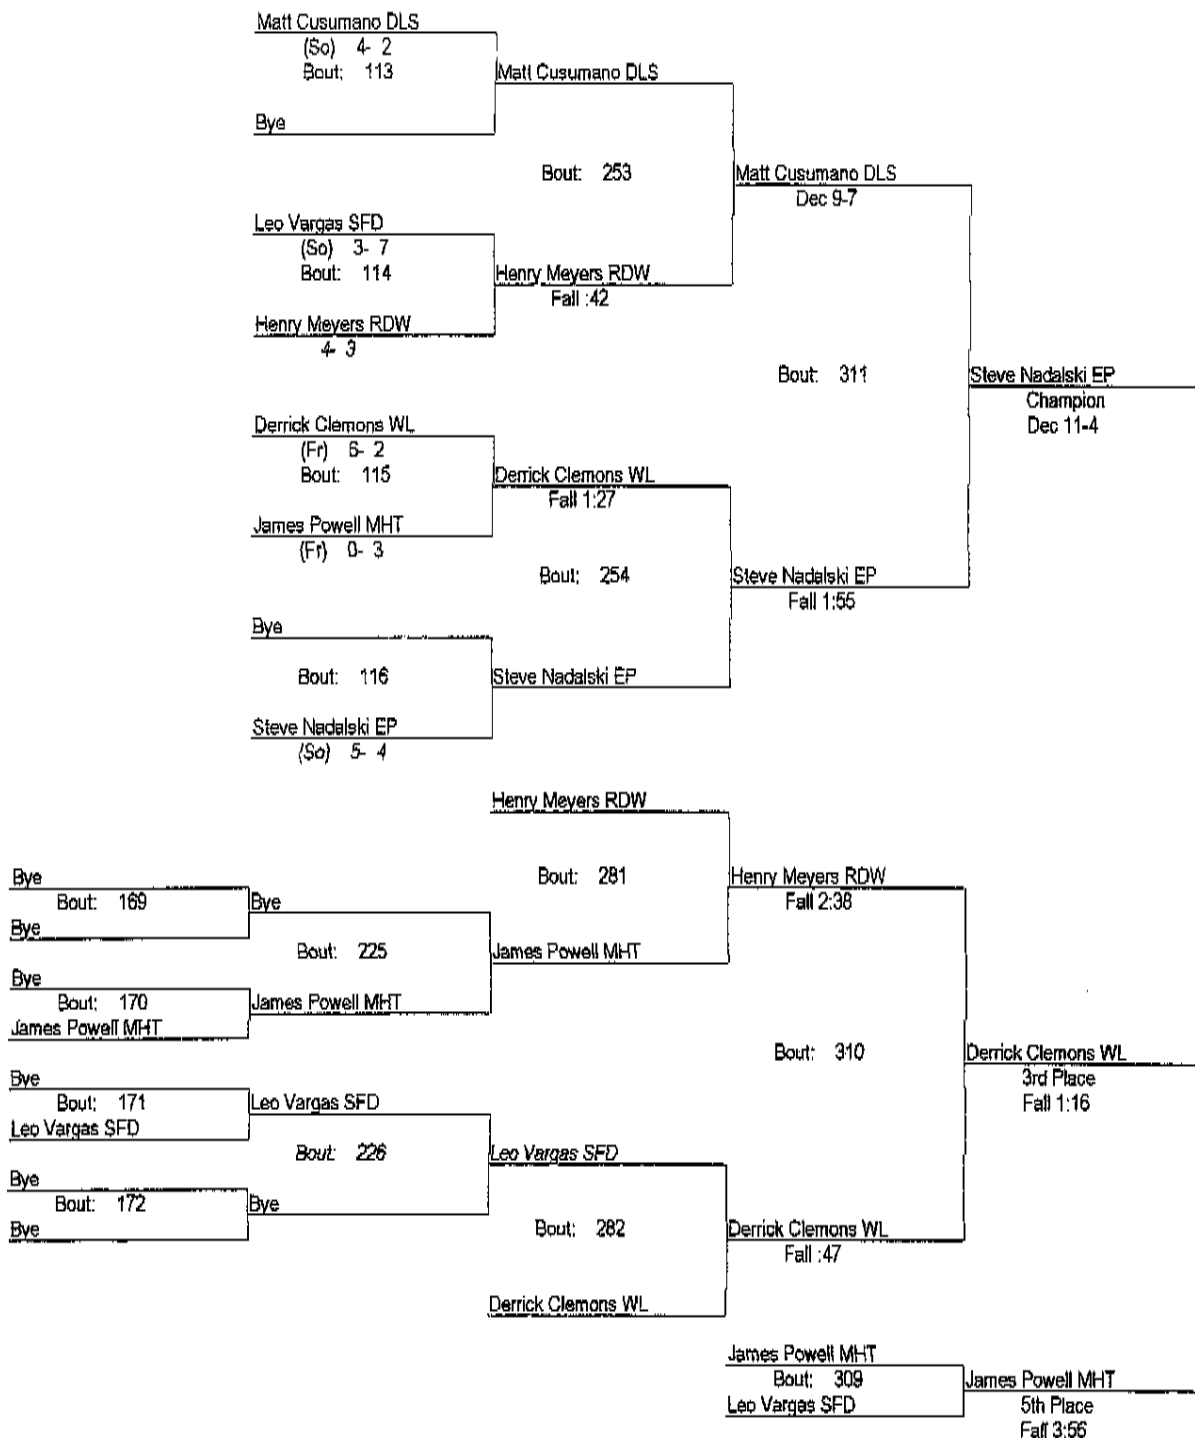 Matt Cusumano DLS
(So) 4- 2
Bout: 113
Matt Cusumano DLS
Bye
Bout: 253
Matt Cusumano DLS
Dec 9-7
Leo Vargas SFD
(So) 3- 7
Bout: 114
Henry Meyers RDW
Fall :42
Henry Meyers RDW
4- 3
Bout: 311
Steve Nadalski EP
Champion
Dec 11-4
Derrick Clemons WL
(Fr) 6- 2
Bout: 115
Derrick Clemons WL
Fall 1:27
James Powell MHT
(Fr) 0- 3
Bout: 254
Steve Nadalski EP
Fall 1:55
Bye
Bout: 116
Steve Nadalski EP
Steve Nadalski EP
(So) 5- 4
Henry Meyers RDW
Bout: 281
Henry Meyers RDW
Fall 2:38
Bye
Bout: 169
Bye
Bye
Bout: 225
James Powell MHT
Bye
Bout: 170
James Powell MHT
James Powell MHT
Bout: 310
Derrick Clemons WL
3rd Place
Fall 1:16
Bye
Bout: 171
Leo Vargas SFD
Leo Vargas SFD
Bout: 226
Leo Vargas SFD
Bye
Bout: 172
Bye
Bye
Bout: 282
Derrick Clemons WL
Fall :47
Derrick Clemons WL
James Powell MHT
Bout: 309
James Powell MHT
Leo Vargas SFD
5th Place
Fall 3:56